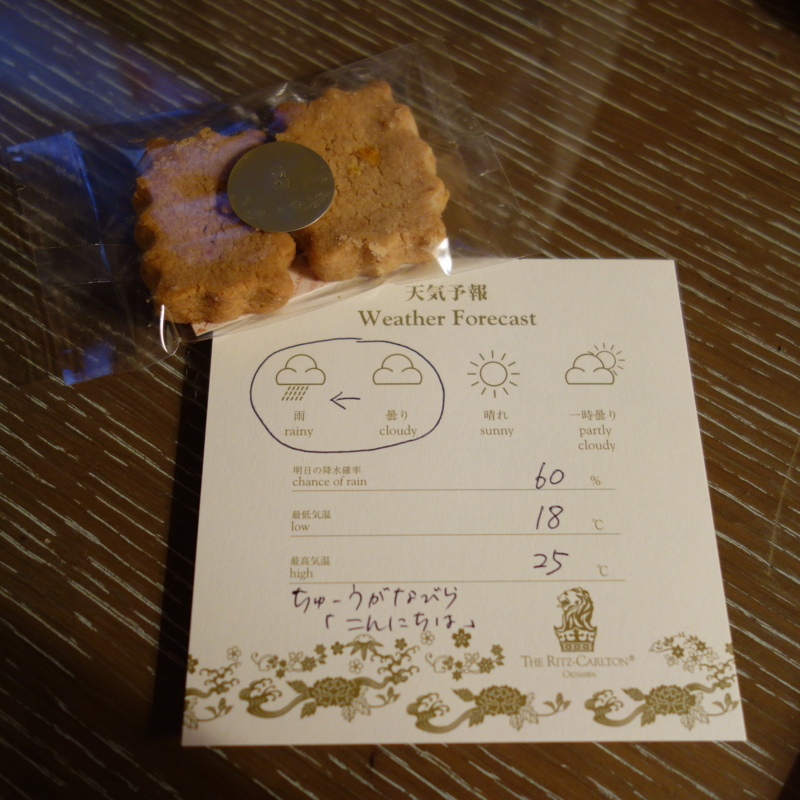 天気予報
Weather Forecast
雨 ← 曇り 晴れ 一時曇り
rainy cloudy sunny partly
cloudy
明日の降水確率
chance of rain 60 %
最低気温
low 18 ℃
最高気温
high 25 ℃
ちゅーうがなびら
「こんにちは」
THE RITZ-CARLTON®
OKINAWA